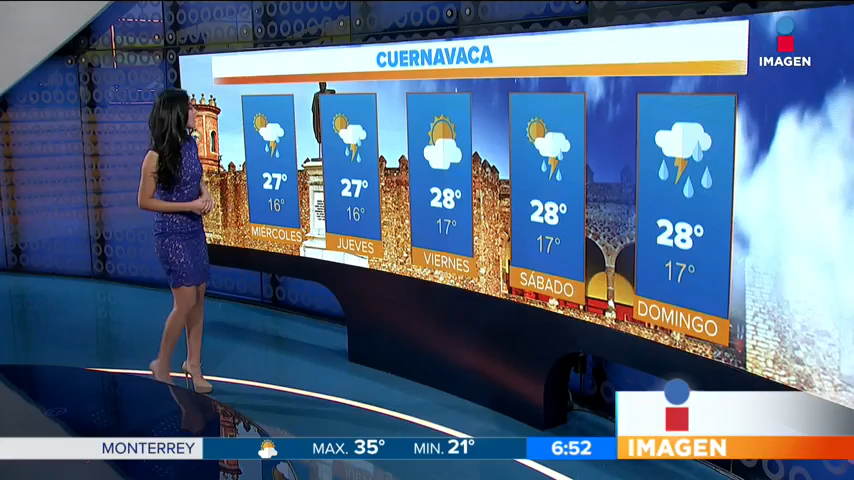 CUERNAVACA
IMAGEN
27°
16°
MIÉRCOLES
27°
16°
JUEVES
28°
17°
VIERNES
28°
17°
SÁBADO
28°
17°
DOMINGO
MONTERREY
MAX. 35°
MIN. 21°
6:52
IMAGEN